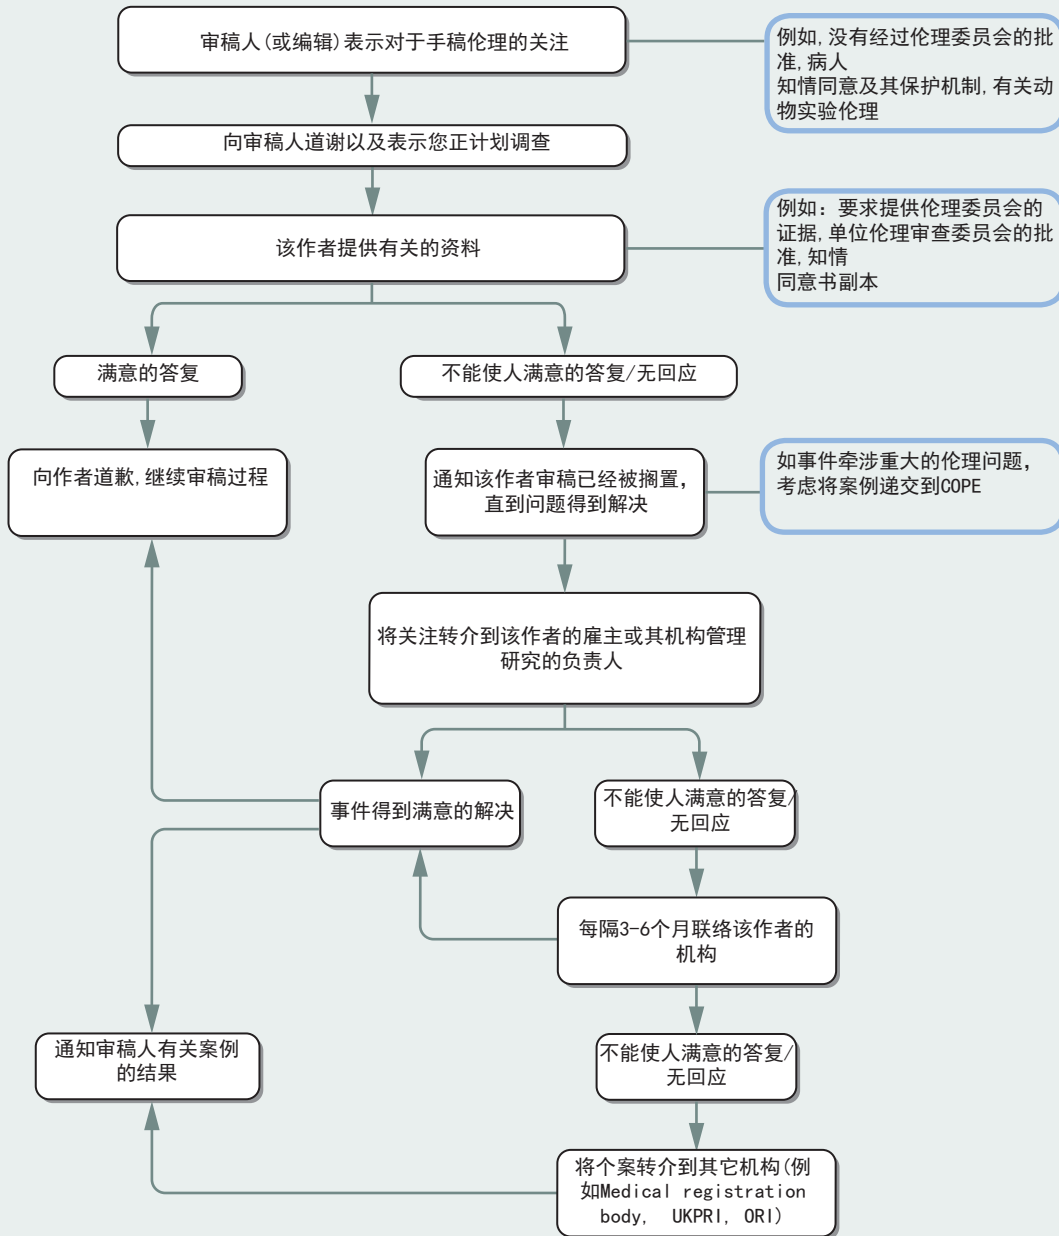 审稿人(或编辑)表示对于手稿伦理的关注
例如,没有经过伦理委员会的批
准,病人
知情同意及其保护机制,有关动
物实验伦理
向审稿人道谢以及表示您正计划调查
该作者提供有关的资料
例如：要求提供伦理委员会的
证据,单位伦理审查委员会的批
准,知情
同意书副本
满意的答复
不能使人满意的答复/无回应
向作者道歉,继续审稿过程
通知该作者审稿已经被搁置，
直到问题得到解决
如事件牵涉重大的伦理问题，
考虑将案例递交到COPE
将关注转介到该作者的雇主或其机构管理
研究的负责人
事件得到满意的解决
不能使人满意的答复/
无回应
每隔3-6个月联络该作者的
机构
通知审稿人有关案例
的结果
不能使人满意的答复/
无回应
将个案转介到其它机构(例
如Medical registration
body, UKPRI, ORI)